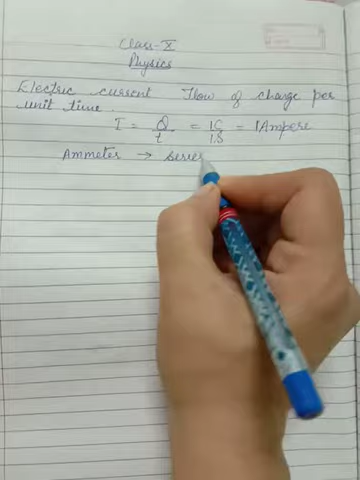 Class-X
Physics
Electric current Flow of charge per
unit time.
I = Q/t = 1C/1S = 1Ampere
Ammeter → series